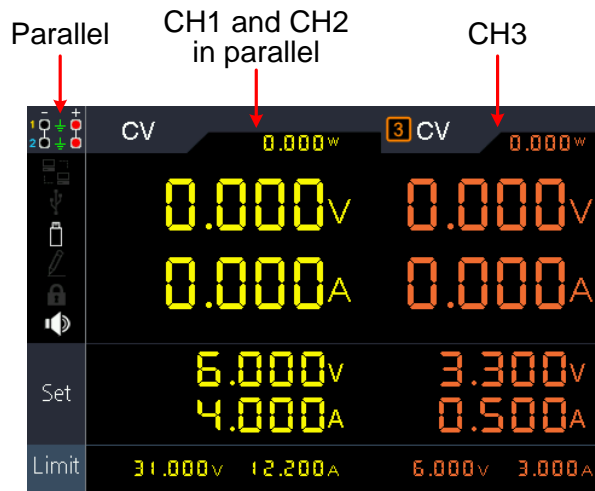 Parallel
CH1 and CH2
in parallel
CH3
- +
1
2
CV 0.000W 3 CV 0.000W
0.000V 0.000V
0.000A 0.000A
Set
6.000V 3.300V
4.000A 0.500A
Limit 31.000V 12.200A 6.000V 3.000A